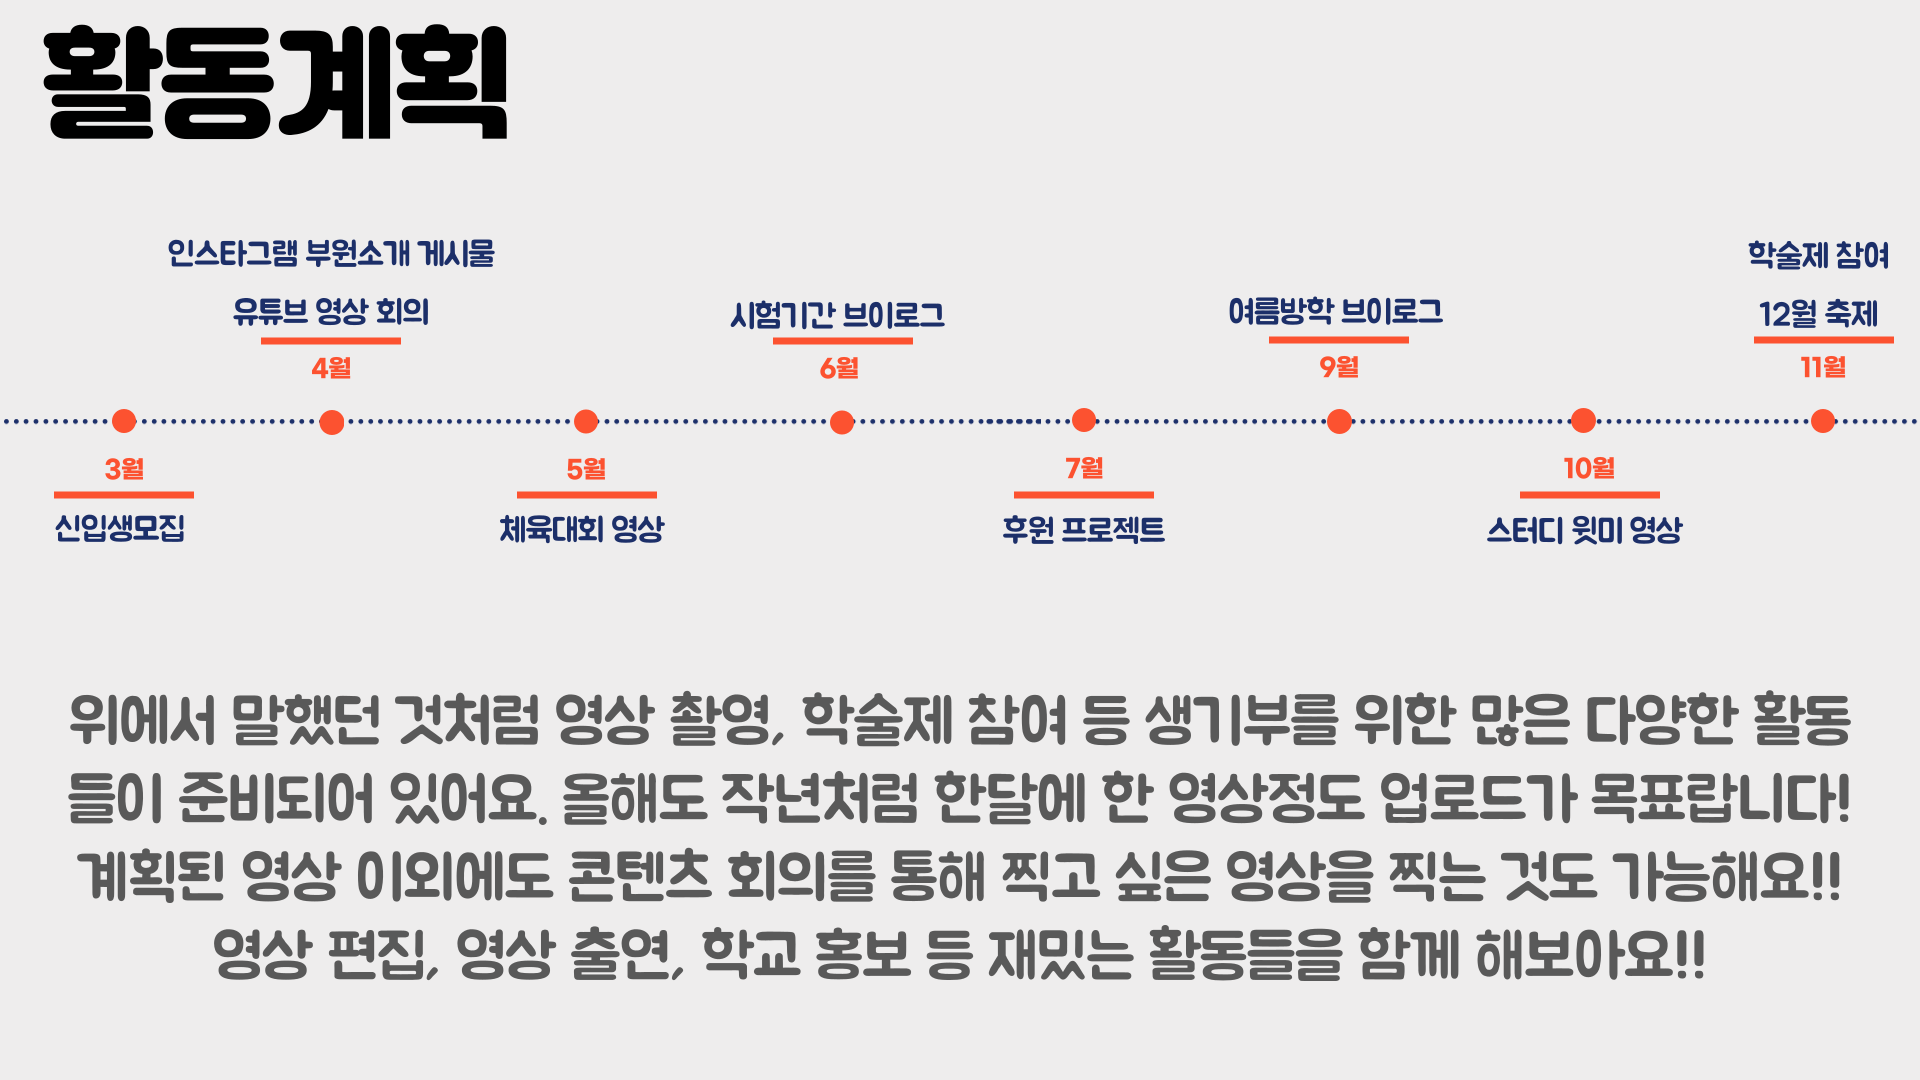 활동계획
인스타그램 부원소개 게시물
유튜브 영상 회의
4월
시험기간 브이로그
6월
여름방학 브이로그
9월
학술제 참여
12월 축제
11월
3월
신입생모집
5월
체육대회 영상
7월
후원 프로젝트
10월
스터디 윗미 영상
위에서 말했던 것처럼 영상 촬영, 학술제 참여 등 생기부를 위한 많은 다양한 활동
들이 준비되어 있어요. 올해도 작년처럼 한달에 한 영상정도 업로드가 목표랍니다!
계획된 영상 이외에도 콘텐츠 회의를 통해 찍고 싶은 영상을 찍는 것도 가능해요!!
영상 편집, 영상 출연, 학교 홍보 등 재밌는 활동들을 함께 해보아요!!